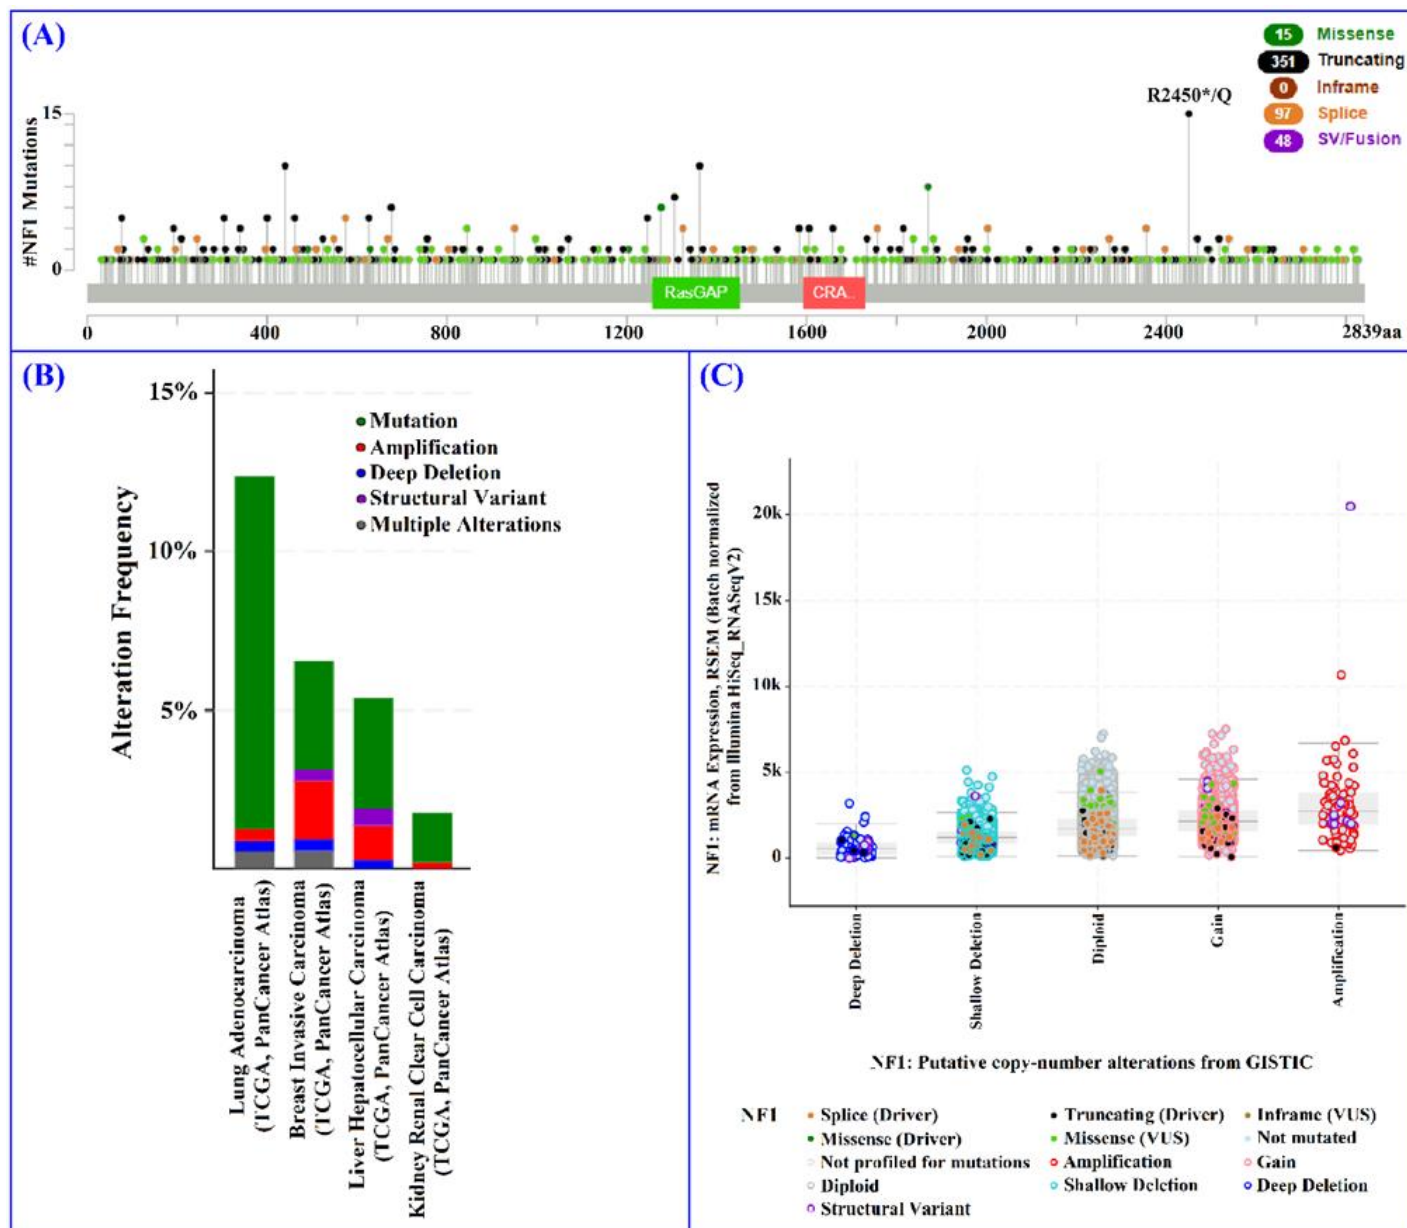 (A)
15 Missense
351 Truncating
0 Inframe
97 Splice
48 SV/Fusion
R2450*/Q
#NF1 Mutations
15
0
RasGAP
CRA..
0 400 800 1200 1600 2000 2400 2839aa
(B)
Alteration Frequency
15%
10%
5%
Mutation
Amplification
Deep Deletion
Structural Variant
Multiple Alterations
Lung Adenocarcinoma
(TCGA, PanCancer Atlas)
Breast Invasive Carcinoma
(TCGA, PanCancer Atlas)
Liver Hepatocellular Carcinoma
(TCGA, PanCancer Atlas)
Kidney Renal Clear Cell Carcinoma
(TCGA, PanCancer Atlas)
(C)
NF1: mRNA Expression, RSEM (Batch normalized
from Illumina HiSeq_RNASeqV2)
20k
15k
10k
5k
0
Deep Deletion
Shallow Deletion
Diploid
Gain
Amplification
NF1: Putative copy-number alterations from GISTIC
NF1
Splice (Driver)
Truncating (Driver)
Inframe (VUS)
Missense (Driver)
Missense (VUS)
Not mutated
Not profiled for mutations
Amplification
Gain
Diploid
Shallow Deletion
Deep Deletion
Structural Variant